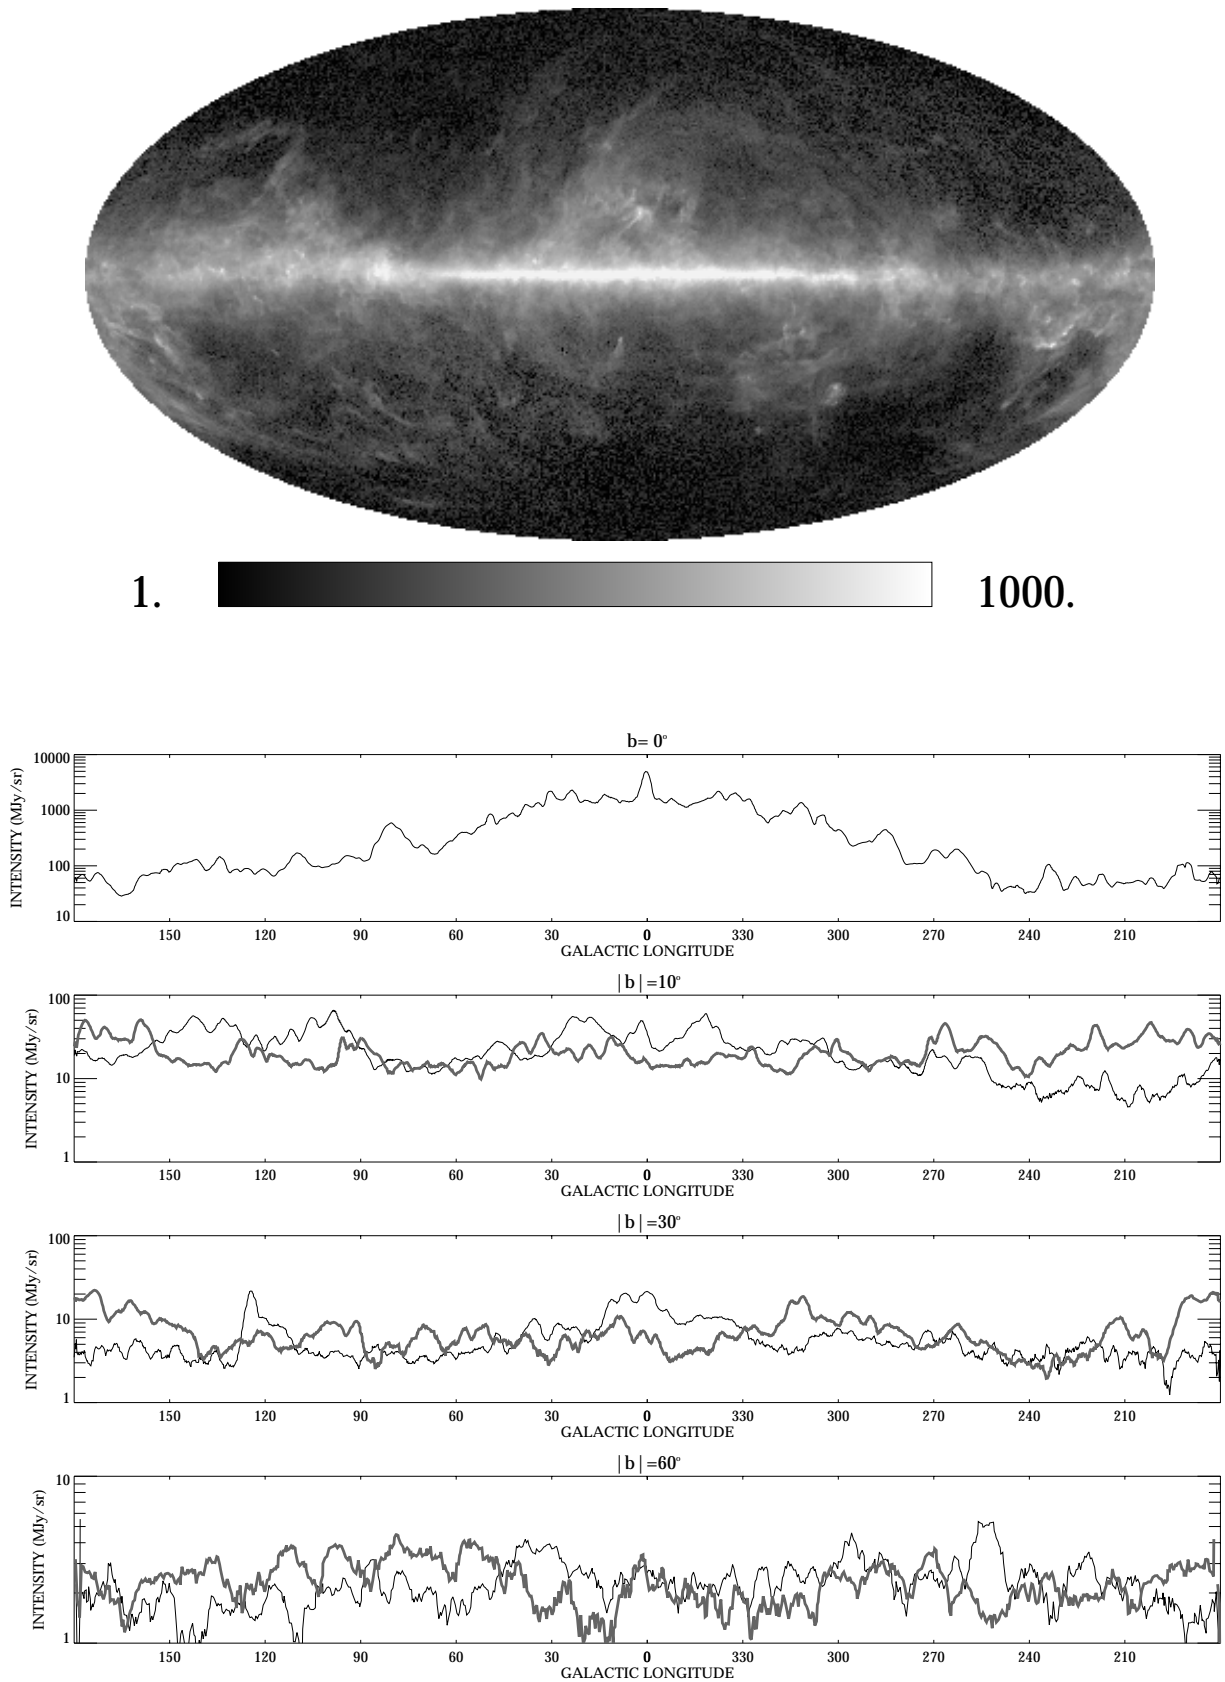 1. 1000.
b= 0°
INTENSITY (MJy/sr)
10000
1000
100
10
150 120 90 60 30 0 330 300 270 240 210
GALACTIC LONGITUDE
|b|=10°
INTENSITY (MJy/sr)
100
10
1
150 120 90 60 30 0 330 300 270 240 210
GALACTIC LONGITUDE
|b|=30°
INTENSITY (MJy/sr)
100
10
1
150 120 90 60 30 0 330 300 270 240 210
GALACTIC LONGITUDE
|b|=60°
INTENSITY (MJy/sr)
10
1
150 120 90 60 30 0 330 300 270 240 210
GALACTIC LONGITUDE